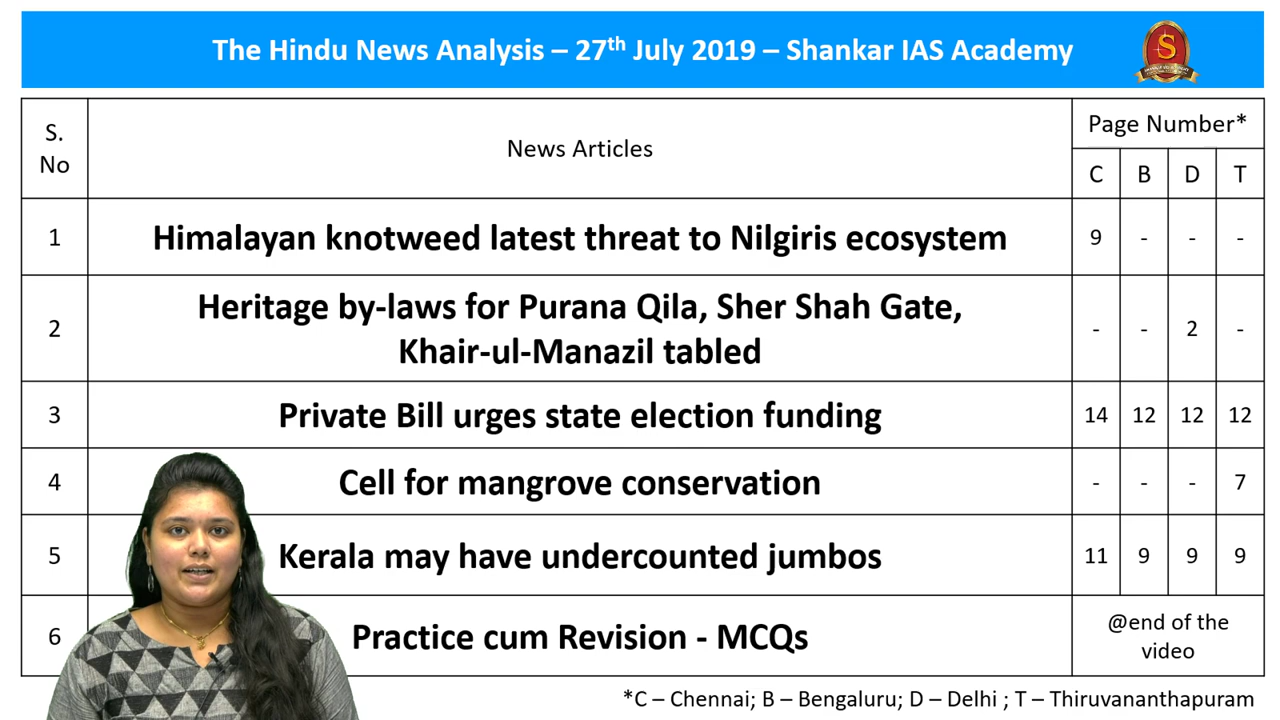 The Hindu News Analysis – 27th July 2019 – Shankar IAS Academy
S
S. No
News Articles
Page Number*
C B D T
1 Himalayan knotweed latest threat to Nilgiris ecosystem 9 - - -
2 Heritage by-laws for Purana Qila, Sher Shah Gate,
Khair-ul-Manazil tabled - - 2 -
3 Private Bill urges state election funding 14 12 12 12
4 Cell for mangrove conservation - - - 7
5 Kerala may have undercounted jumbos 11 9 9 9
6 Practice cum Revision - MCQs @end of the
video
*C – Chennai; B – Bengaluru; D – Delhi ; T – Thiruvananthapuram